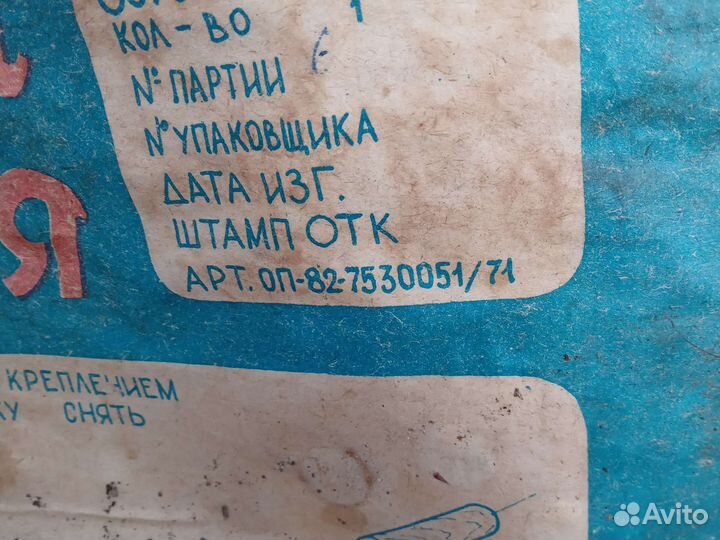 КОЛ-ВО 1
№ ПАРТИИ 6
№ УПАКОВЩИКА
ДАТА ИЗГ.
ШТАМП ОТК
АРТ. ОП-82-7530051/71
Я
КРЕПЛЕНИЕМ
СНЯТЬ
Avito